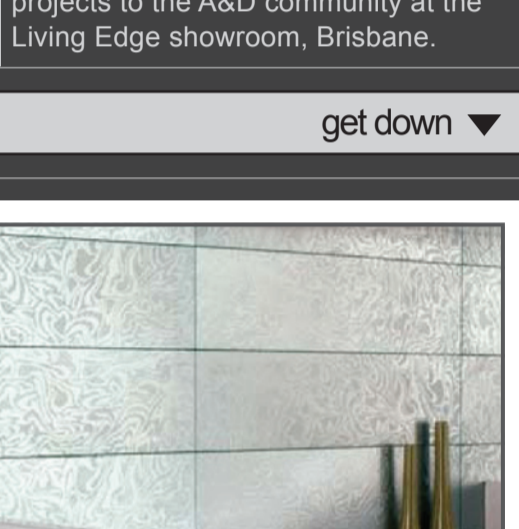 projects to the A&D community at the
Living Edge showroom, Brisbane.
get down